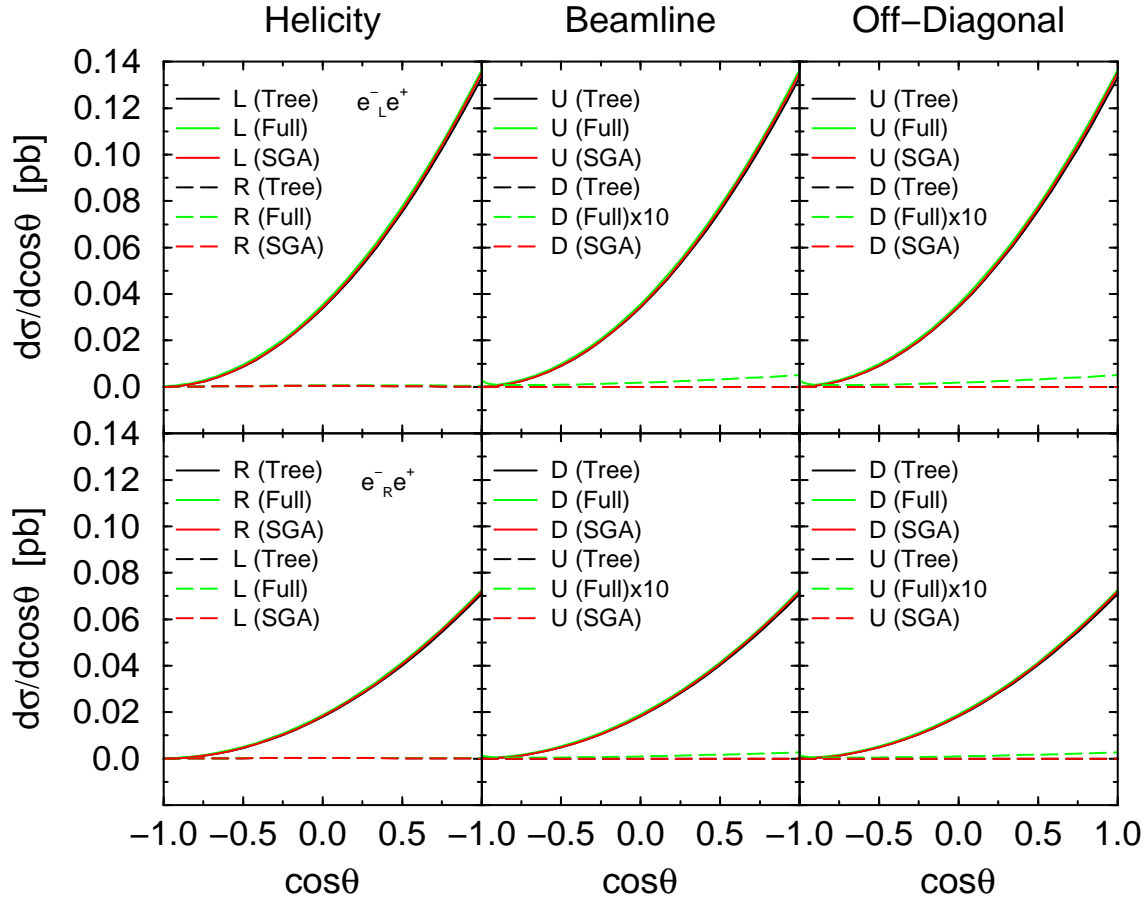 Helicity Beamline Off−Diagonal
0.14
0.12
0.10
0.08
0.06
0.04
0.02
0.0
dσ/dcosθ [pb]
L (Tree) e⁻_L e⁺
L (Full)
L (SGA)
R (Tree)
R (Full)
R (SGA)
U (Tree)
U (Full)
U (SGA)
D (Tree)
D (Full)x10
D (SGA)
U (Tree)
U (Full)
U (SGA)
D (Tree)
D (Full)x10
D (SGA)
0.14
0.12
0.10
0.08
0.06
0.04
0.02
0.0
dσ/dcosθ [pb]
R (Tree) e⁻_R e⁺
R (Full)
R (SGA)
L (Tree)
L (Full)
L (SGA)
D (Tree)
D (Full)
D (SGA)
U (Tree)
U (Full)x10
U (SGA)
D (Tree)
D (Full)
D (SGA)
U (Tree)
U (Full)x10
U (SGA)
−1.0 −0.5 0.0 0.5 −1.0 −0.5 0.0 0.5 −1.0 −0.5 0.0 0.5 1.0
cosθ cosθ cosθ